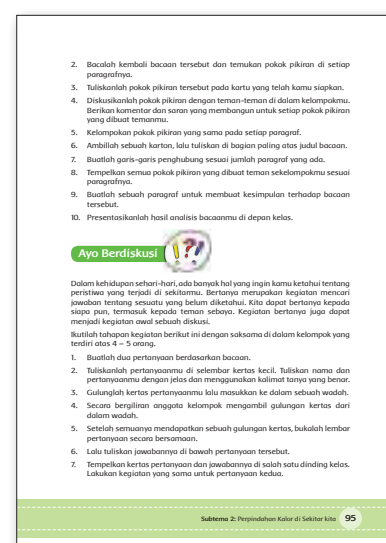 2. Bacalah kembali bacaan tersebut dan temukan pokok pikiran di setiap
paragrafnya.
3. Tuliskanlah pokok pikiran tersebut pada kartu yang telah kamu siapkan.
4. Diskusikanlah pokok pikiran dengan teman-teman di dalam kelompokmu.
Berikan komentar dan saran yang membangun untuk setiap pokok pikiran
yang dibuat temanmu.
5. Kelompokan pokok pikiran yang sama pada setiap paragraf.
6. Ambillah sebuah karton, lalu tuliskan di bagian paling atas judul bacaan.
7. Buatlah garis-garis penghubung sesuai jumlah paragraf yang ada.
8. Tempelkan semua pokok pikiran yang dibuat teman sekelompokmu sesuai
paragrafnya.
9. Buatlah sebuah paragraf untuk membuat kesimpulan terhadap bacaan
tersebut.
10. Presentasikanlah hasil analisis bacaanmu di depan kelas.
Ayo Berdiskusi
Dalam kehidupan sehari-hari, ada banyak hal yang ingin kamu ketahui tentang
peristiwa yang terjadi di sekitarmu. Bertanya merupakan kegiatan mencari
jawaban tentang sesuatu yang belum diketahui. Kita dapat bertanya kepada
siapa pun, termasuk kepada teman sebaya. Kegiatan bertanya juga dapat
menjadi kegiatan awal sebuah diskusi.
Ikutilah tahapan kegiatan berikut ini dengan saksama di dalam kelompok yang
terdiri atas 4 – 5 orang.
1. Buatlah dua pertanyaan berdasarkan bacaan.
2. Tuliskanlah pertanyaanmu di selembar kertas kecil. Tuliskan nama dan
pertanyaanmu dengan jelas dan menggunakan kalimat tanya yang benar.
3. Gulunglah kertas pertanyaanmu lalu masukkan ke dalam sebuah wadah.
4. Secara bergiliran anggota kelompok mengambil gulungan kertas dari
dalam wadah.
5. Setelah semuanya mendapatkan sebuah gulungan kertas, bukalah lembar
pertanyaan secara bersamaan.
6. Lalu tuliskan jawabannya di bawah pertanyaan tersebut.
7. Tempelkan kertas pertanyaan dan jawabannya di salah satu dinding kelas.
Lakukan kegiatan yang sama untuk pertanyaan kedua.
Subtema 2: Perpindahan Kalor di Sekitar kita 95